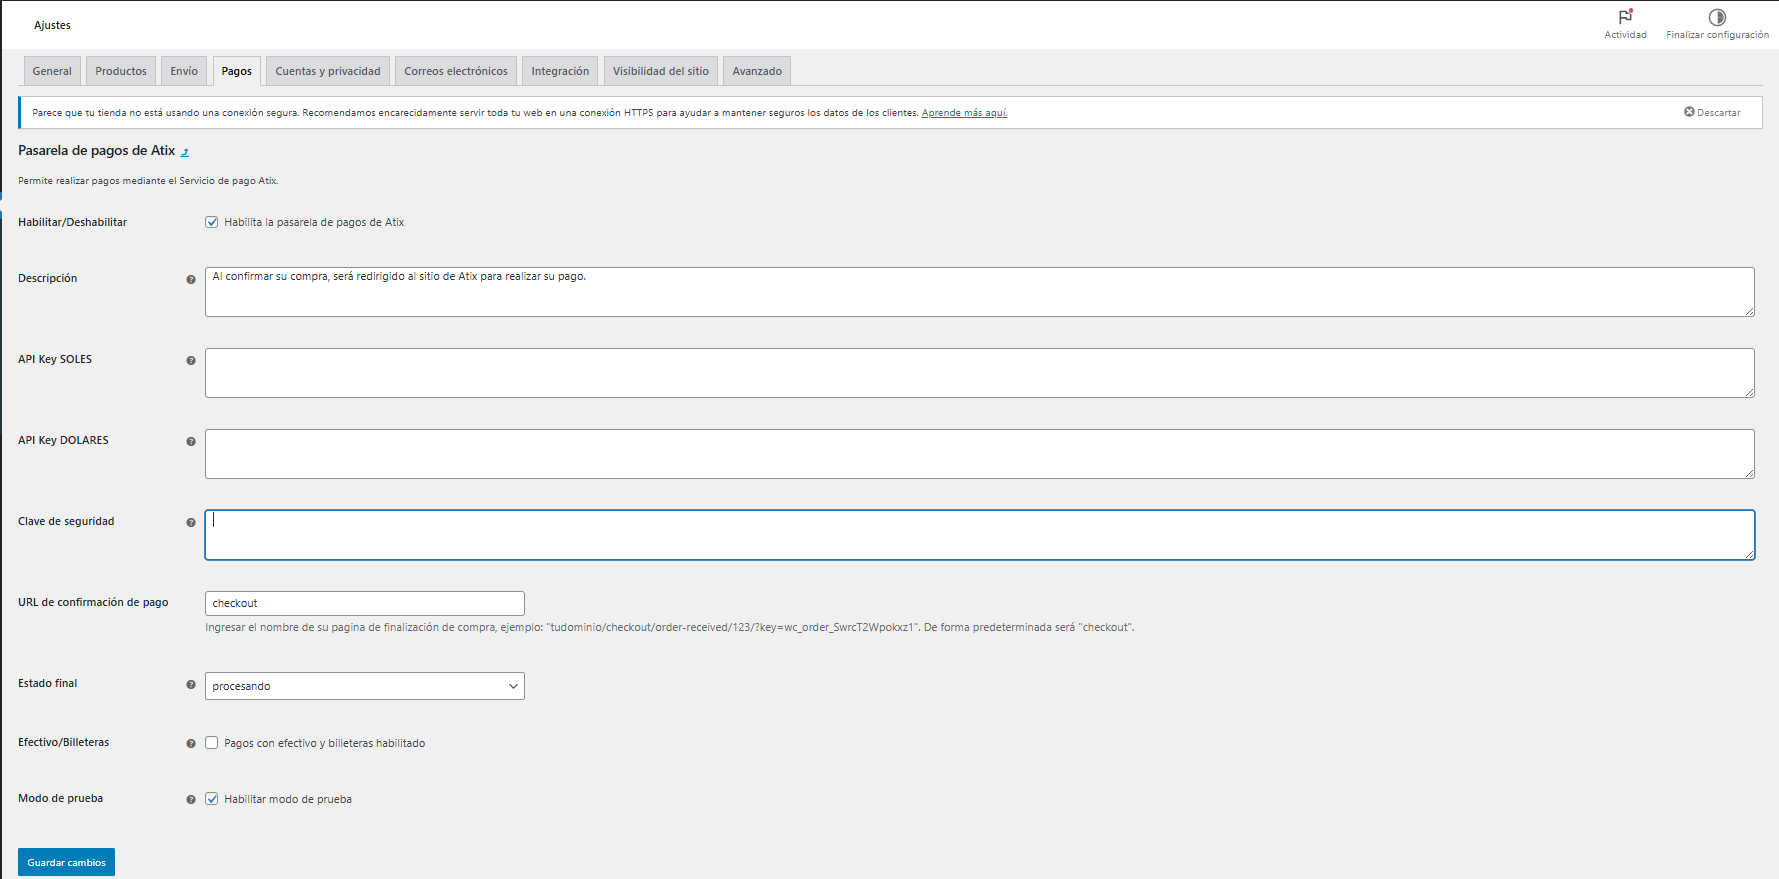 Ajustes
Actividad
Finalizar configuración
General
Productos
Envío
Pagos
Cuentas y privacidad
Correos electrónicos
Integración
Visibilidad del sitio
Avanzado
Parece que tu tienda no está usando una conexión segura. Recomendamos encarecidamente servir toda tu web en una conexión HTTPS para ayudar a mantener seguros los datos de los clientes. Aprende más aquí.
Descartar
Pasarela de pagos de Atix
Permite realizar pagos mediante el Servicio de pago Atix.
Habilitar/Deshabilitar
Habilita la pasarela de pagos de Atix
Descripción
Al confirmar su compra, será redirigido al sitio de Atix para realizar su pago.
API Key SOLES
API Key DOLARES
Clave de seguridad
URL de confirmación de pago
checkout
Ingresar el nombre de su pagina de finalización de compra, ejemplo: "tudominio/checkout/order-received/123/?key=wc_order_SwrcT2Wpokxz1". De forma predeterminada será "checkout".
Estado final
procesando
Efectivo/Billeteras
Pagos con efectivo y billeteras habilitado
Modo de prueba
Habilitar modo de prueba
Guardar cambios